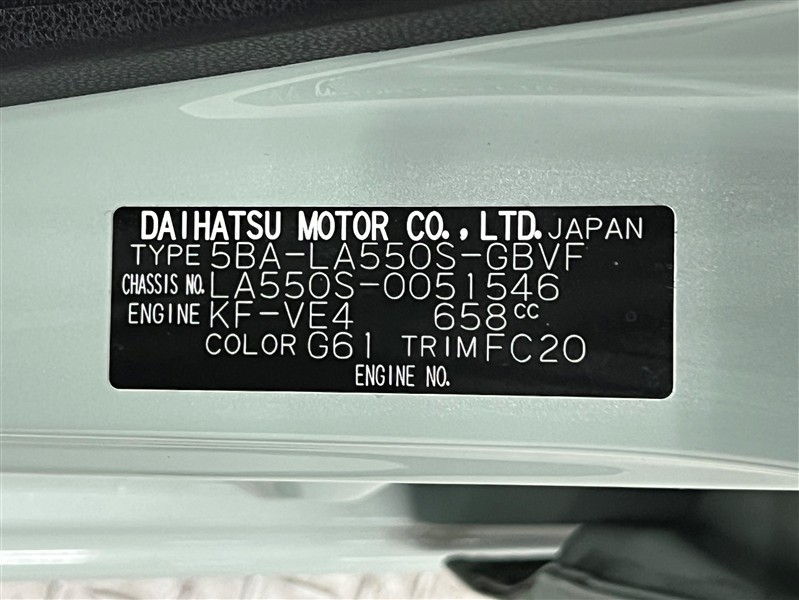 DAIHATSU MOTOR CO., LTD. JAPAN
TYPE 5BA-LA550S-GBVF
CHASSIS NO. LA550S-0051546
ENGINE KF-VE4 658cc
COLOR G61 TRIM FC20
ENGINE NO.